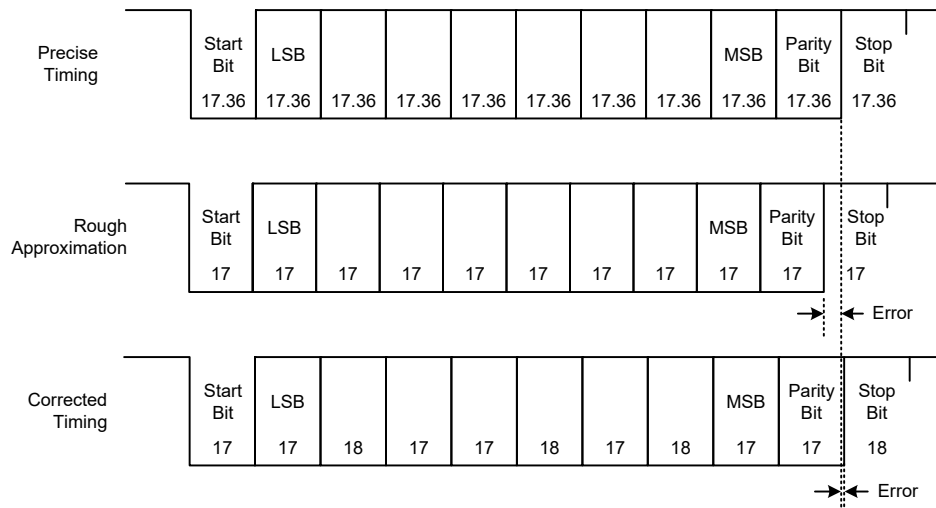 Precise
Timing
Start
Bit
LSB
MSB
Parity
Bit
Stop
Bit
17.36 17.36 17.36 17.36 17.36 17.36 17.36 17.36 17.36 17.36 17.36
Rough
Approximation
Start
Bit
LSB
MSB
Parity
Bit
Stop
Bit
17 17 17 17 17 17 17 17 17 17 17
Error
Corrected
Timing
Start
Bit
LSB
MSB
Parity
Bit
Stop
Bit
17 17 18 17 17 18 17 18 17 17 18
Error